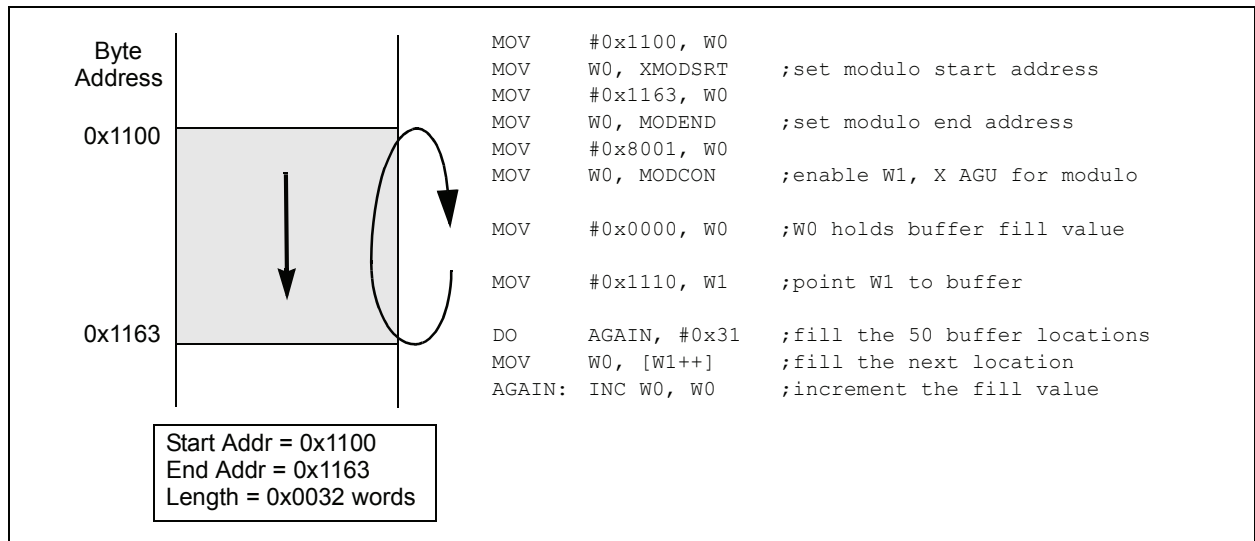 Byte
Address
0x1100
0x1163
Start Addr = 0x1100
End Addr = 0x1163
Length = 0x0032 words
MOV #0x1100, W0
MOV W0, XMODSRT ;set modulo start address
MOV #0x1163, W0
MOV W0, MODEND ;set modulo end address
MOV #0x8001, W0
MOV W0, MODCON ;enable W1, X AGU for modulo
MOV #0x0000, W0 ;W0 holds buffer fill value
MOV #0x1110, W1 ;point W1 to buffer
DO AGAIN, #0x31 ;fill the 50 buffer locations
MOV W0, [W1++] ;fill the next location
AGAIN: INC W0, W0 ;increment the fill value